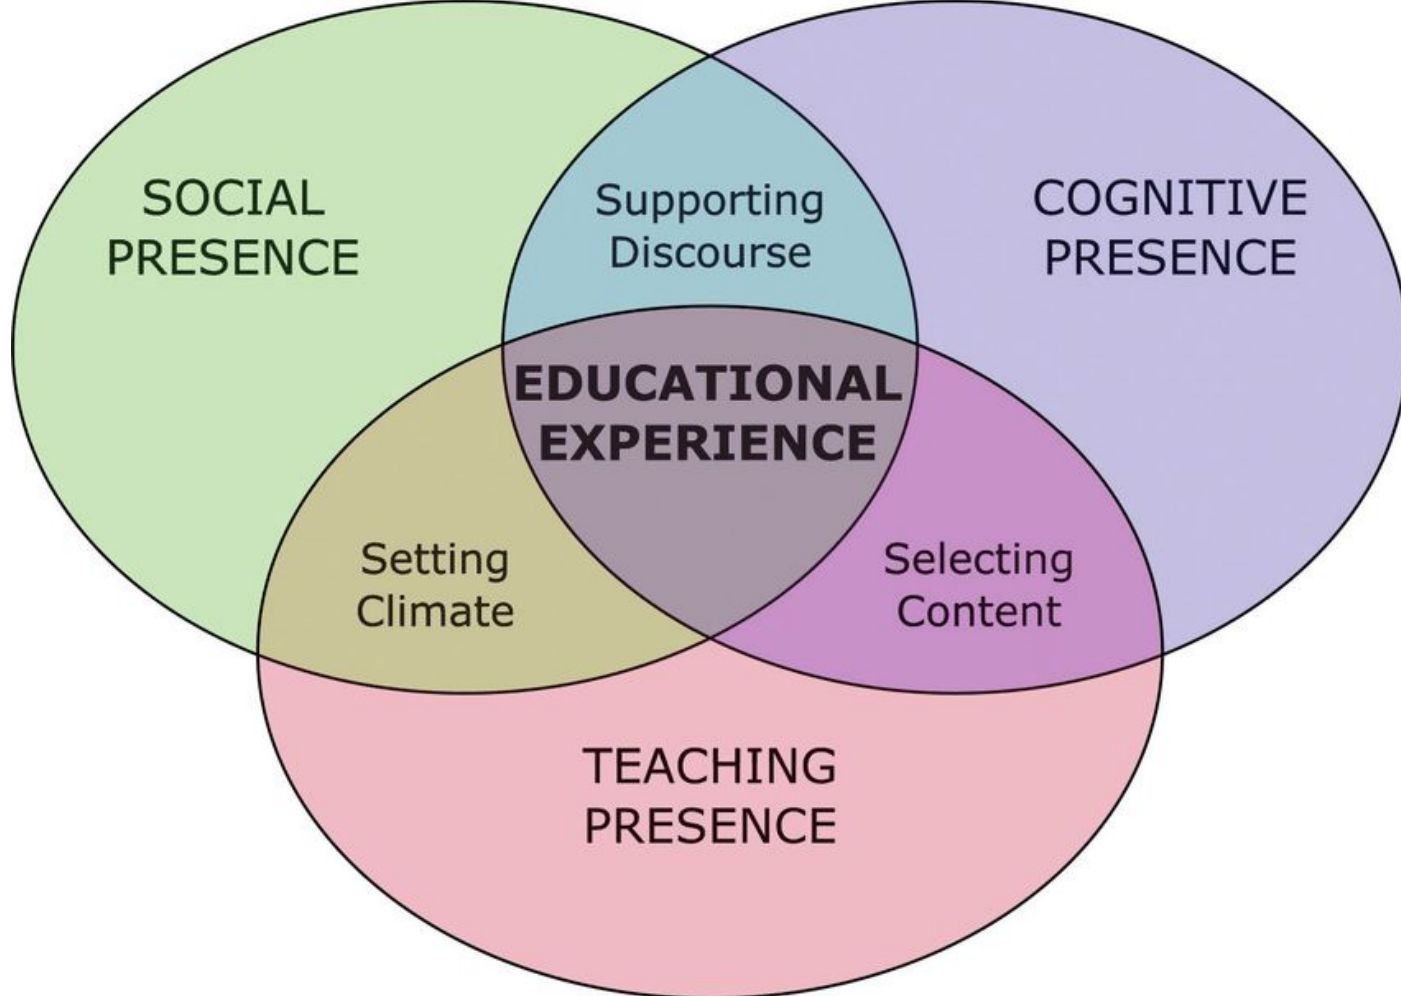 SOCIAL
PRESENCE
Supporting
Discourse
COGNITIVE
PRESENCE
EDUCATIONAL
EXPERIENCE
Setting
Climate
Selecting
Content
TEACHING
PRESENCE